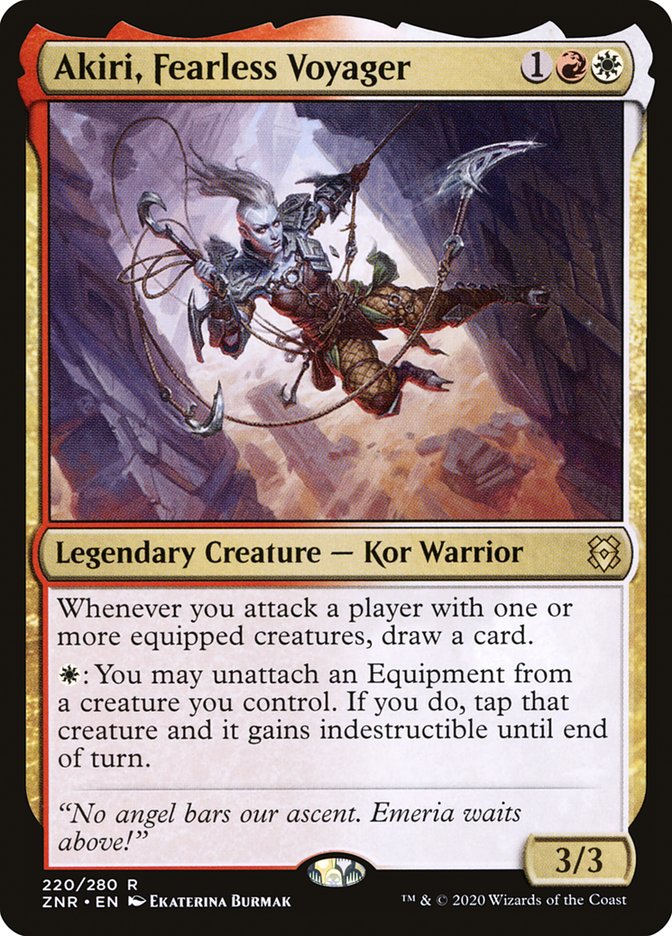 Akiri, Fearless Voyager 1
Legendary Creature — Kor Warrior
Whenever you attack a player with one or
more equipped creatures, draw a card.
: You may unattach an Equipment from
a creature you control. If you do, tap that
creature and it gains indestructible until end
of turn.
“No angel bars our ascent. Emeria waits
above!”
3/3
220/280 R
ZNR • EN Ekaterina Burmak
™ & © 2020 Wizards of the Coast